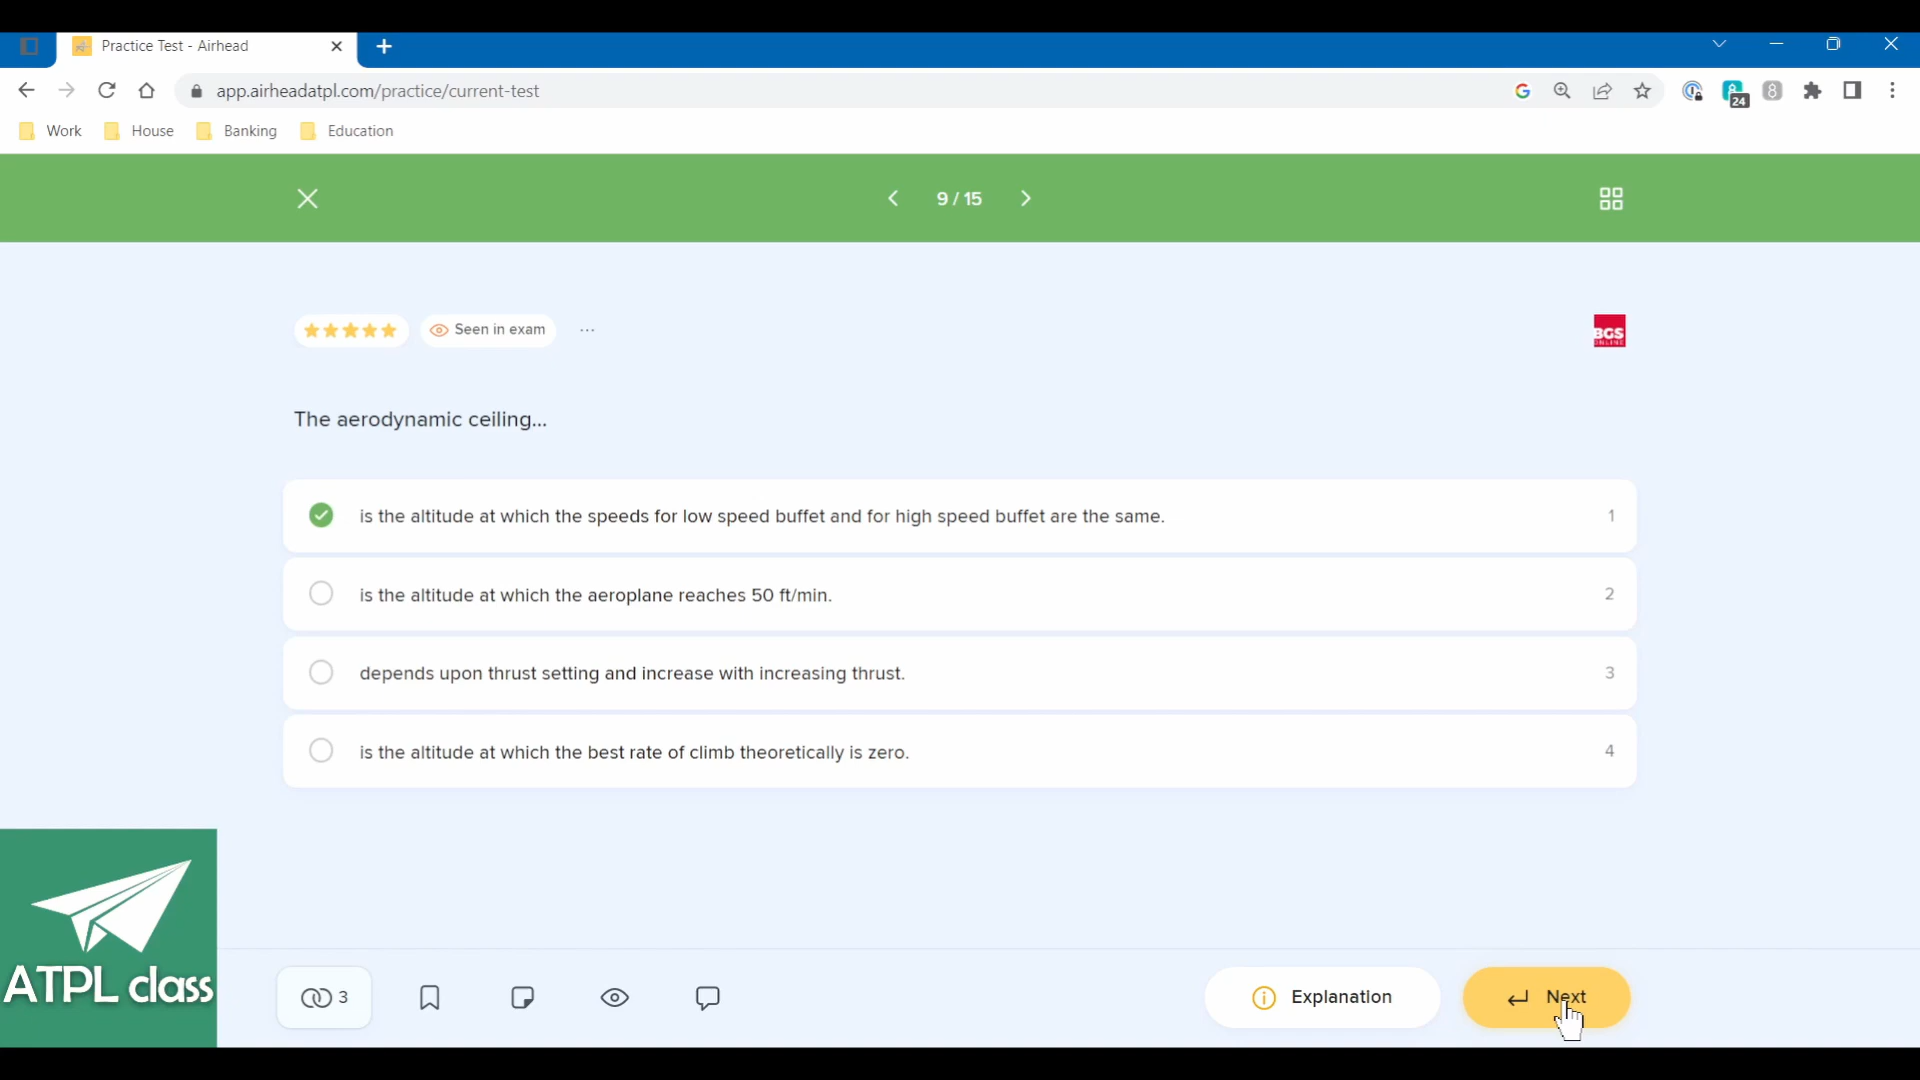 Practice Test - Airhead
app.airheadatpl.com/practice/current-test
24
8
Work House Banking Education
9 / 15
Seen in exam ...
BGS
ONLINE
The aerodynamic ceiling...
is the altitude at which the speeds for low speed buffet and for high speed buffet are the same. 1
is the altitude at which the aeroplane reaches 50 ft/min. 2
depends upon thrust setting and increase with increasing thrust. 3
is the altitude at which the best rate of climb theoretically is zero. 4
ATPL class
3
Explanation
Next